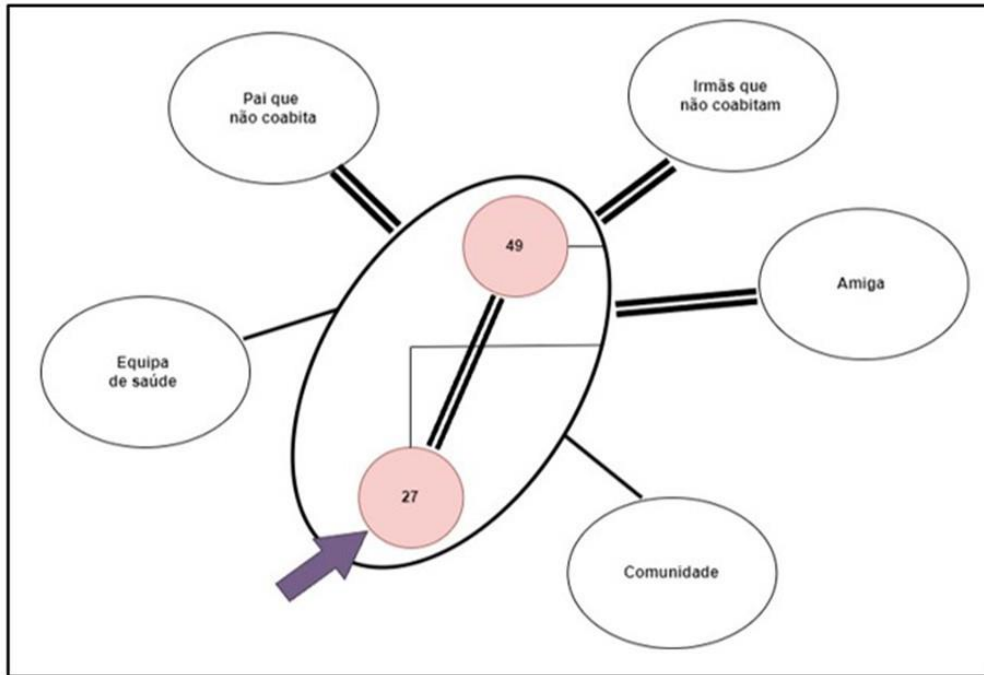 Pai que
não coabita
Irmãs que
não coabitam
49
Amiga
Equipa
de saúde
27
Comunidade